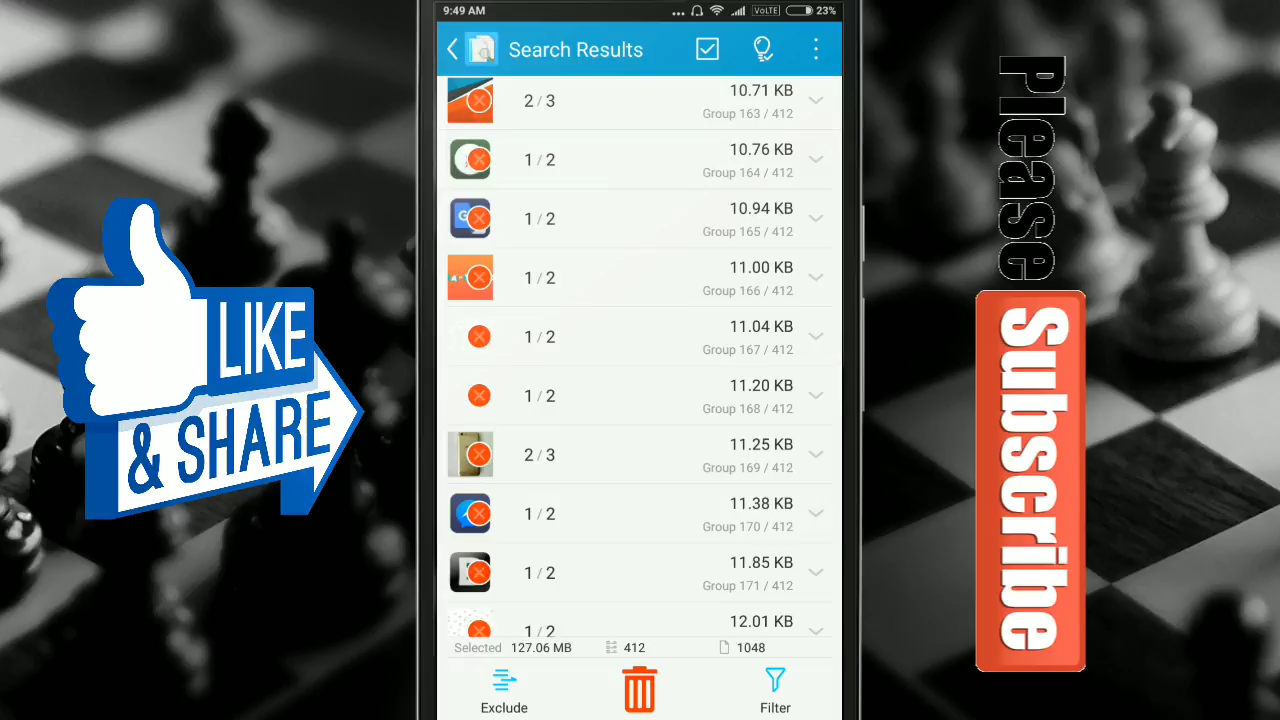 9:49 AM
VoLTE
23%
Search Results
2 / 3
10.71 KB
Group 163 / 412
1 / 2
10.76 KB
Group 164 / 412
1 / 2
10.94 KB
Group 165 / 412
1 / 2
11.00 KB
Group 166 / 412
1 / 2
11.04 KB
Group 167 / 412
1 / 2
11.20 KB
Group 168 / 412
2 / 3
11.25 KB
Group 169 / 412
1 / 2
11.38 KB
Group 170 / 412
1 / 2
11.85 KB
Group 171 / 412
1 / 2
12.01 KB
Selected 127.06 MB
412
1048
Exclude
Filter
LIKE
& SHARE
Please
Subscribe